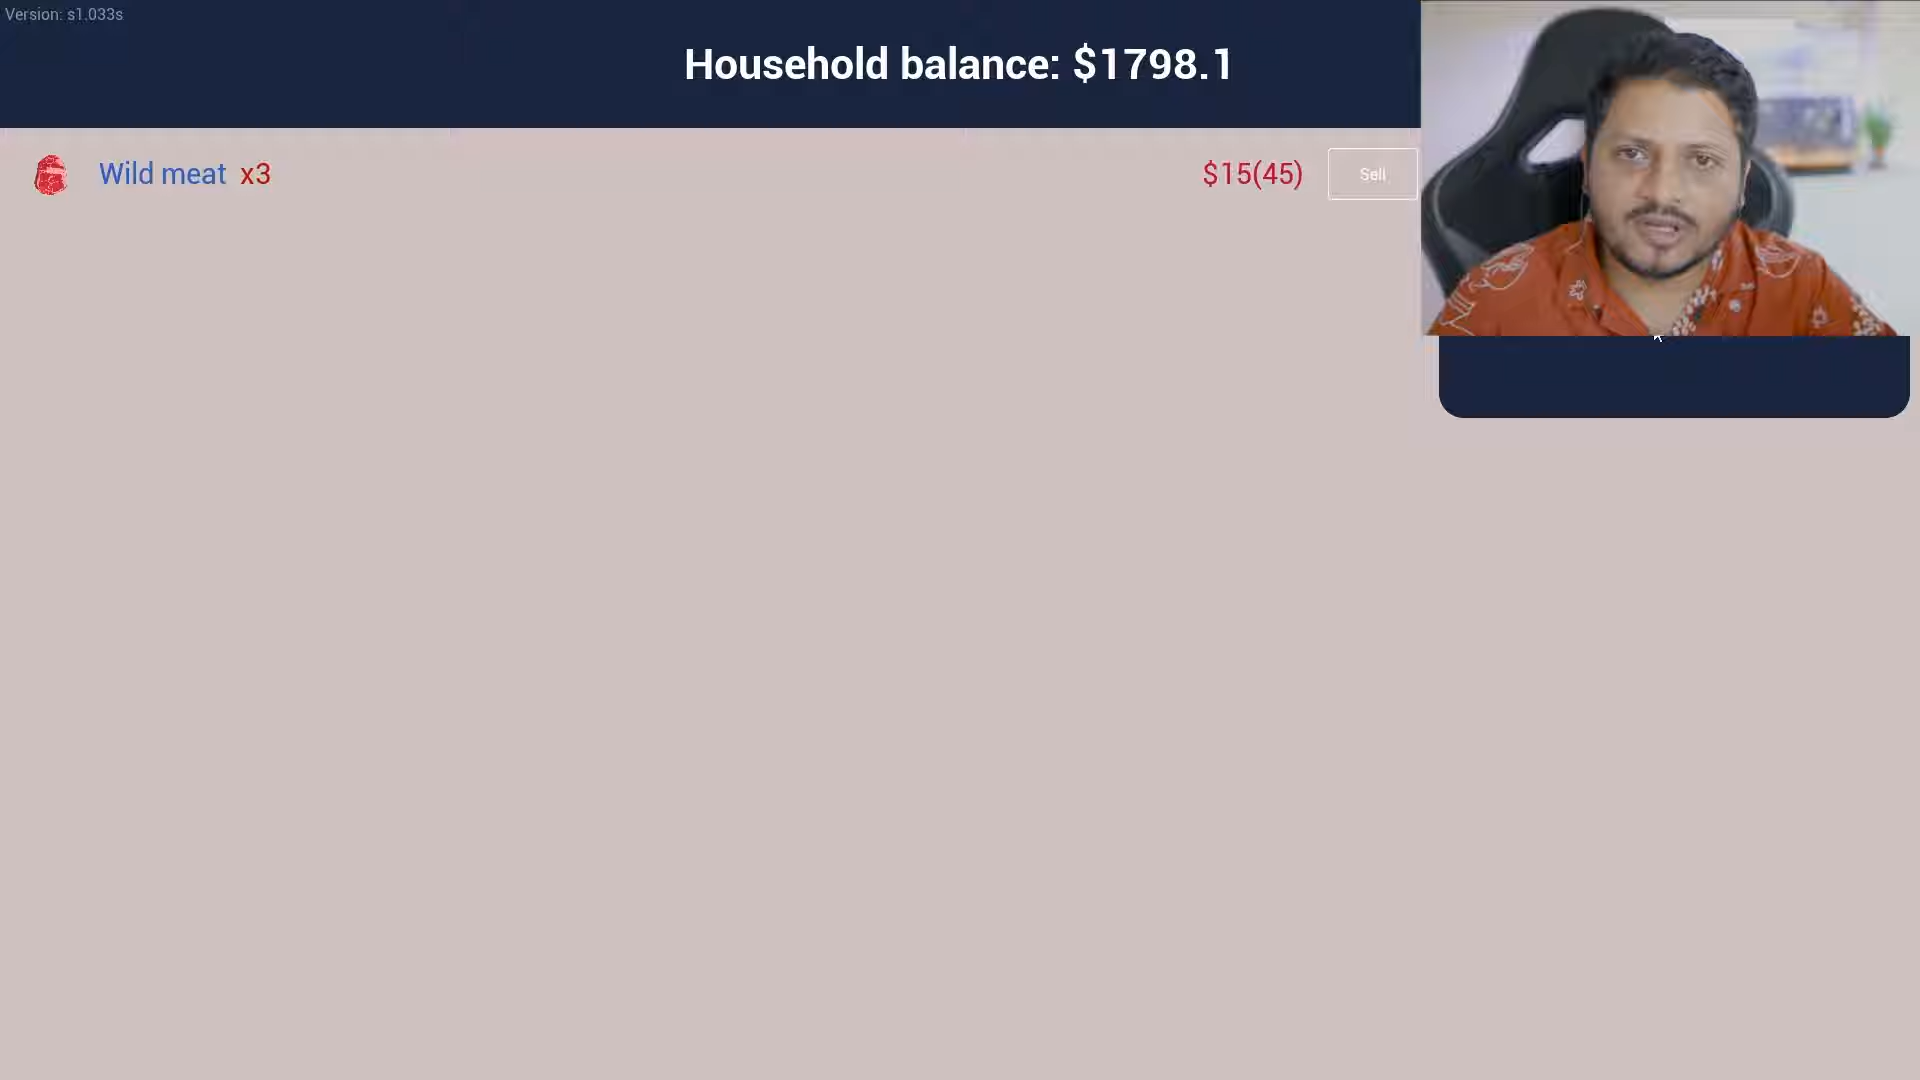 Version: s1.033s
Household balance: $1798.1
Wild meat x3 $15(45) Sell